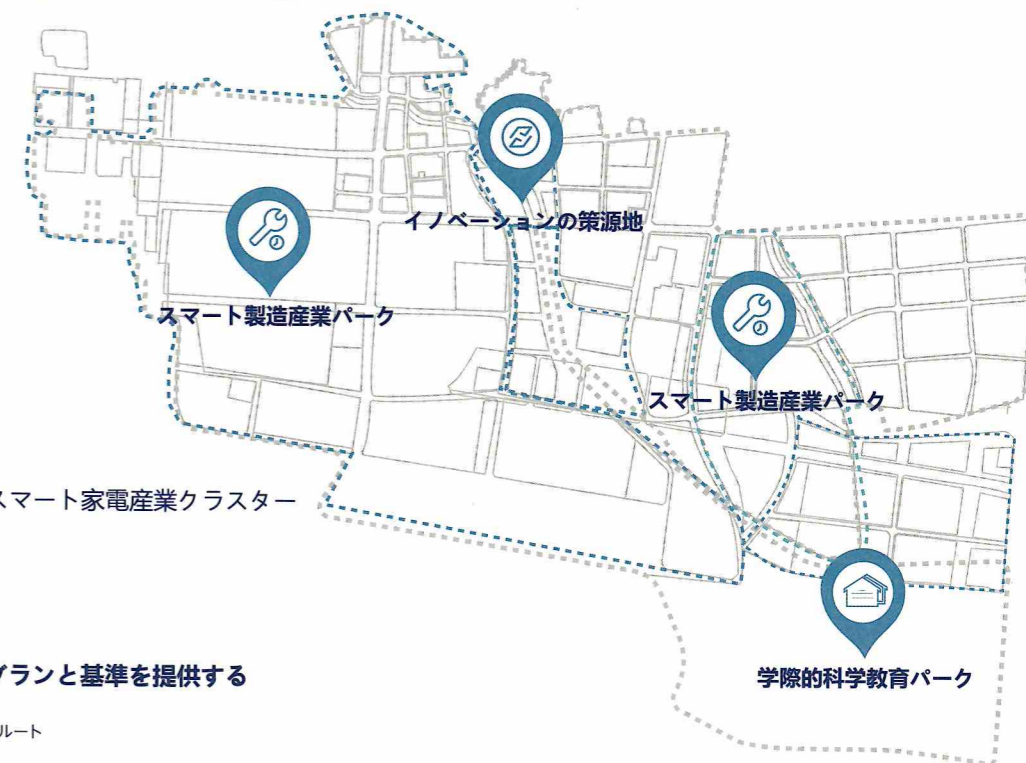 イノベーションの策源地
スマート製造産業パーク
スマート製造産業パーク
スマート家電産業クラスター
プランと基準を提供する
学際的科学教育パーク
ルート